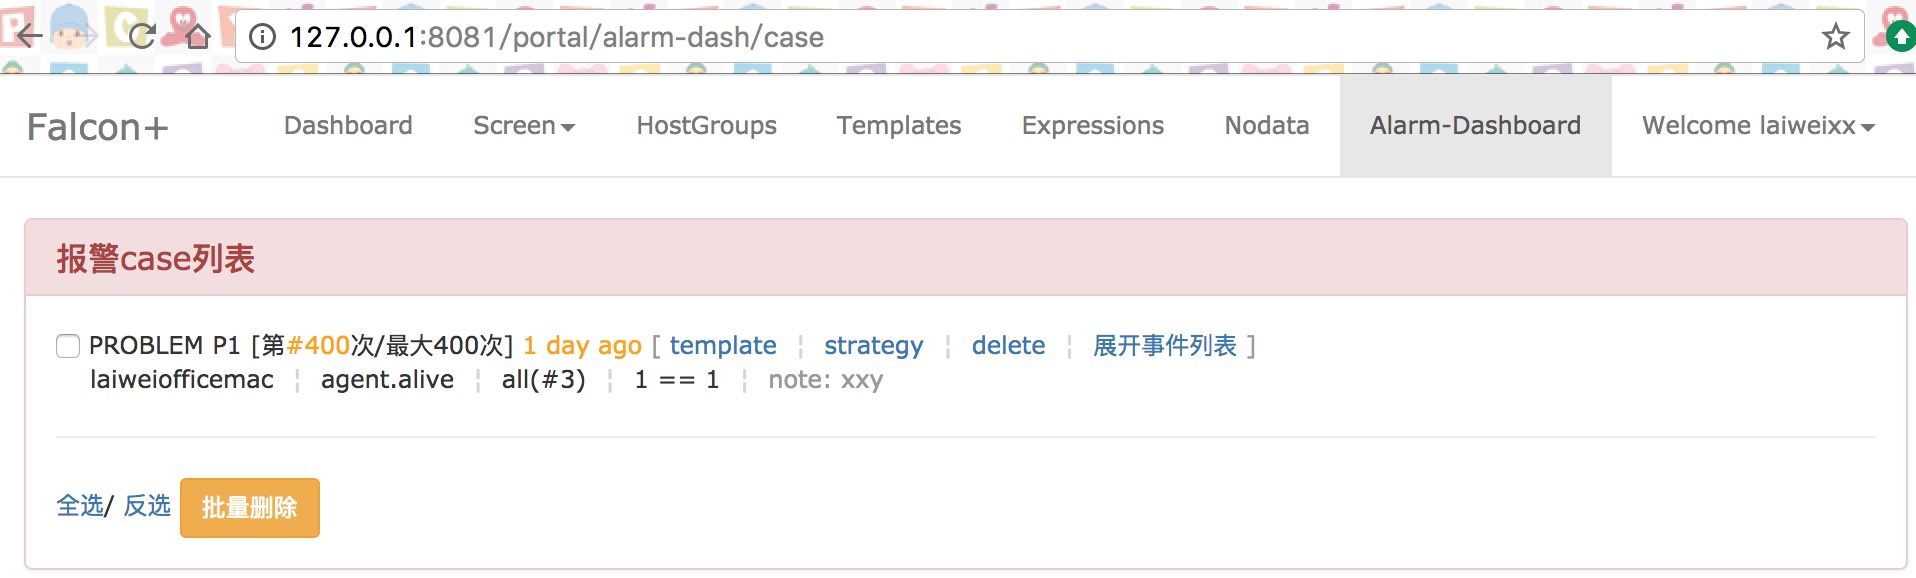 127.0.0.1:8081/portal/alarm-dash/case
Falcon+ Dashboard Screen HostGroups Templates Expressions Nodata Alarm-Dashboard Welcome laiweixx
报警case列表
PROBLEM P1 [第#400次/最大400次] 1 day ago [ template ¦ strategy ¦ delete ¦ 展开事件列表 ]
laiweiofficemac ¦ agent.alive ¦ all(#3) ¦ 1 == 1 ¦ note: xxy
全选/ 反选 批量删除